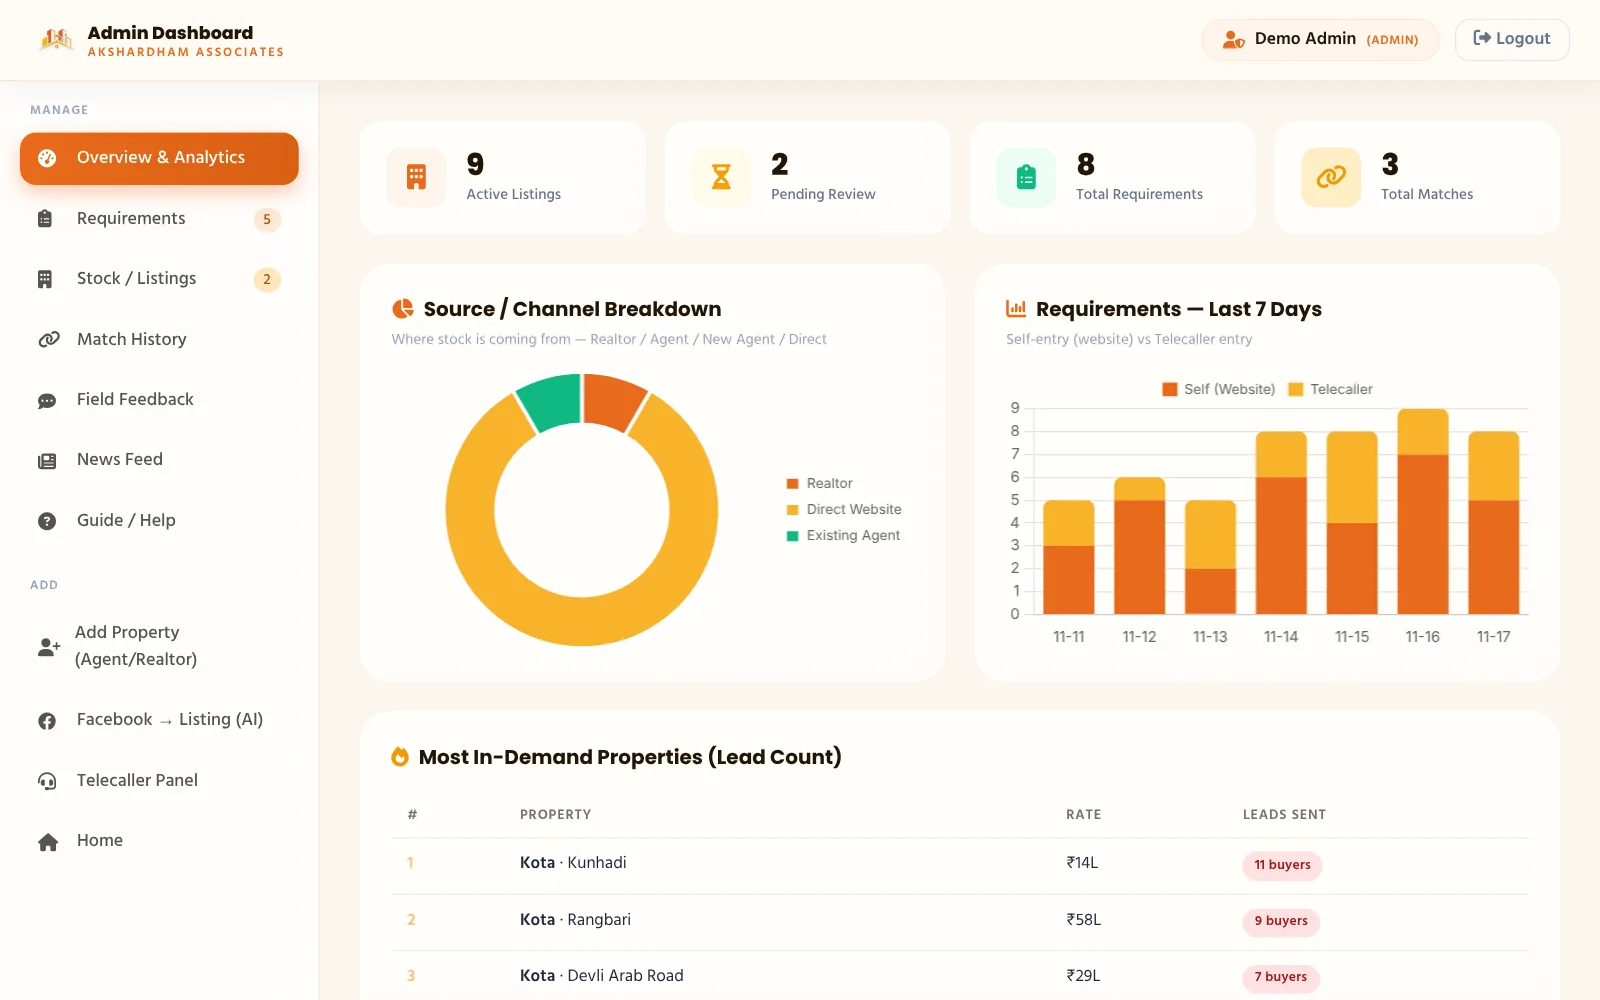 Admin Dashboard
AKSHARDHAM ASSOCIATES
Demo Admin (ADMIN)
Logout
MANAGE
Overview & Analytics
Requirements 5
Stock / Listings 2
Match History
Field Feedback
News Feed
Guide / Help
ADD
Add Property
(Agent/Realtor)
Facebook → Listing (AI)
Telecaller Panel
Home
9
Active Listings
2
Pending Review
8
Total Requirements
3
Total Matches
Source / Channel Breakdown
Where stock is coming from — Realtor / Agent / New Agent / Direct
Realtor
Direct Website
Existing Agent
Requirements — Last 7 Days
Self-entry (website) vs Telecaller entry
Self (Website) Telecaller
9
8
7
6
5
4
3
2
1
0
11-11 11-12 11-13 11-14 11-15 11-16 11-17
Most In-Demand Properties (Lead Count)
# PROPERTY RATE LEADS SENT
1 Kota · Kunhadi ₹14L 11 buyers
2 Kota · Rangbari ₹58L 9 buyers
3 Kota · Devli Arab Road ₹29L 7 buyers